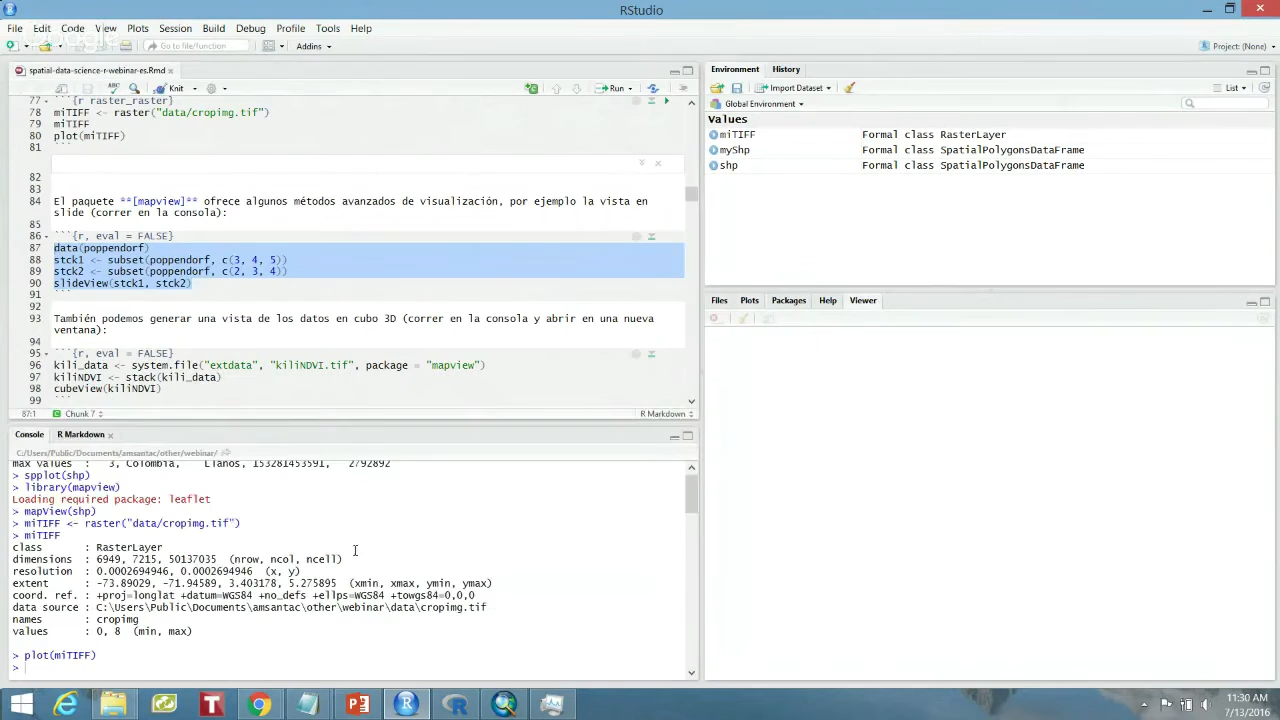 RStudio
File Edit Code View Plots Session Build Debug Profile Tools Help
Go to file/function Addins Project: (None)
spatial-data-science-r-webinar-es.Rmd
Knit Run
77 ```{r raster_raster}
78 miTIFF <- raster("data/cropimg.tif")
79 miTIFF
80 plot(miTIFF)
81 ```
82
83
84 El paquete **[mapview]** ofrece algunos métodos avanzados de visualización, por ejemplo la vista en
slide (correr en la consola):
85
86 ```{r, eval = FALSE}
87 data(poppendorf)
88 stck1 <- subset(poppendorf, c(3, 4, 5))
89 stck2 <- subset(poppendorf, c(2, 3, 4))
90 slideView(stck1, stck2)
91 ```
92
93 También podemos generar una vista de los datos en cubo 3D (correr en la consola y abrir en una nueva
ventana):
94
95 ```{r, eval = FALSE}
96 kili_data <- system.file("extdata", "kiliNDVI.tif", package = "mapview")
97 kiliNDVI <- stack(kili_data)
98 cubeView(kiliNDVI)
99 ```
87:1 Chunk 7 R Markdown
Console R Markdown
C:/Users/Public/Documents/amsantac/other/webinar/
max values : 3, Colombia, Llanos, 153281453591, 2792892
> spplot(shp)
> library(mapview)
Loading required package: leaflet
> mapView(shp)
> miTIFF <- raster("data/cropimg.tif")
> miTIFF
class : RasterLayer
dimensions : 6949, 7215, 50137035 (nrow, ncol, ncell)
resolution : 0.0002694946, 0.0002694946 (x, y)
extent : -73.89029, -71.94589, 3.403178, 5.275895 (xmin, xmax, ymin, ymax)
coord. ref. : +proj=longlat +datum=WGS84 +no_defs +ellps=WGS84 +towgs84=0,0,0
data source : C:\Users\Public\Documents\amsantac\other\webinar\data\cropimg.tif
names : cropimg
values : 0, 8 (min, max)
> plot(miTIFF)
>
Environment History
Import Dataset List
Global Environment
Values
miTIFF Formal class RasterLayer
myShp Formal class SpatialPolygonsDataFrame
shp Formal class SpatialPolygonsDataFrame
Files Plots Packages Help Viewer
11:30 AM
7/13/2016